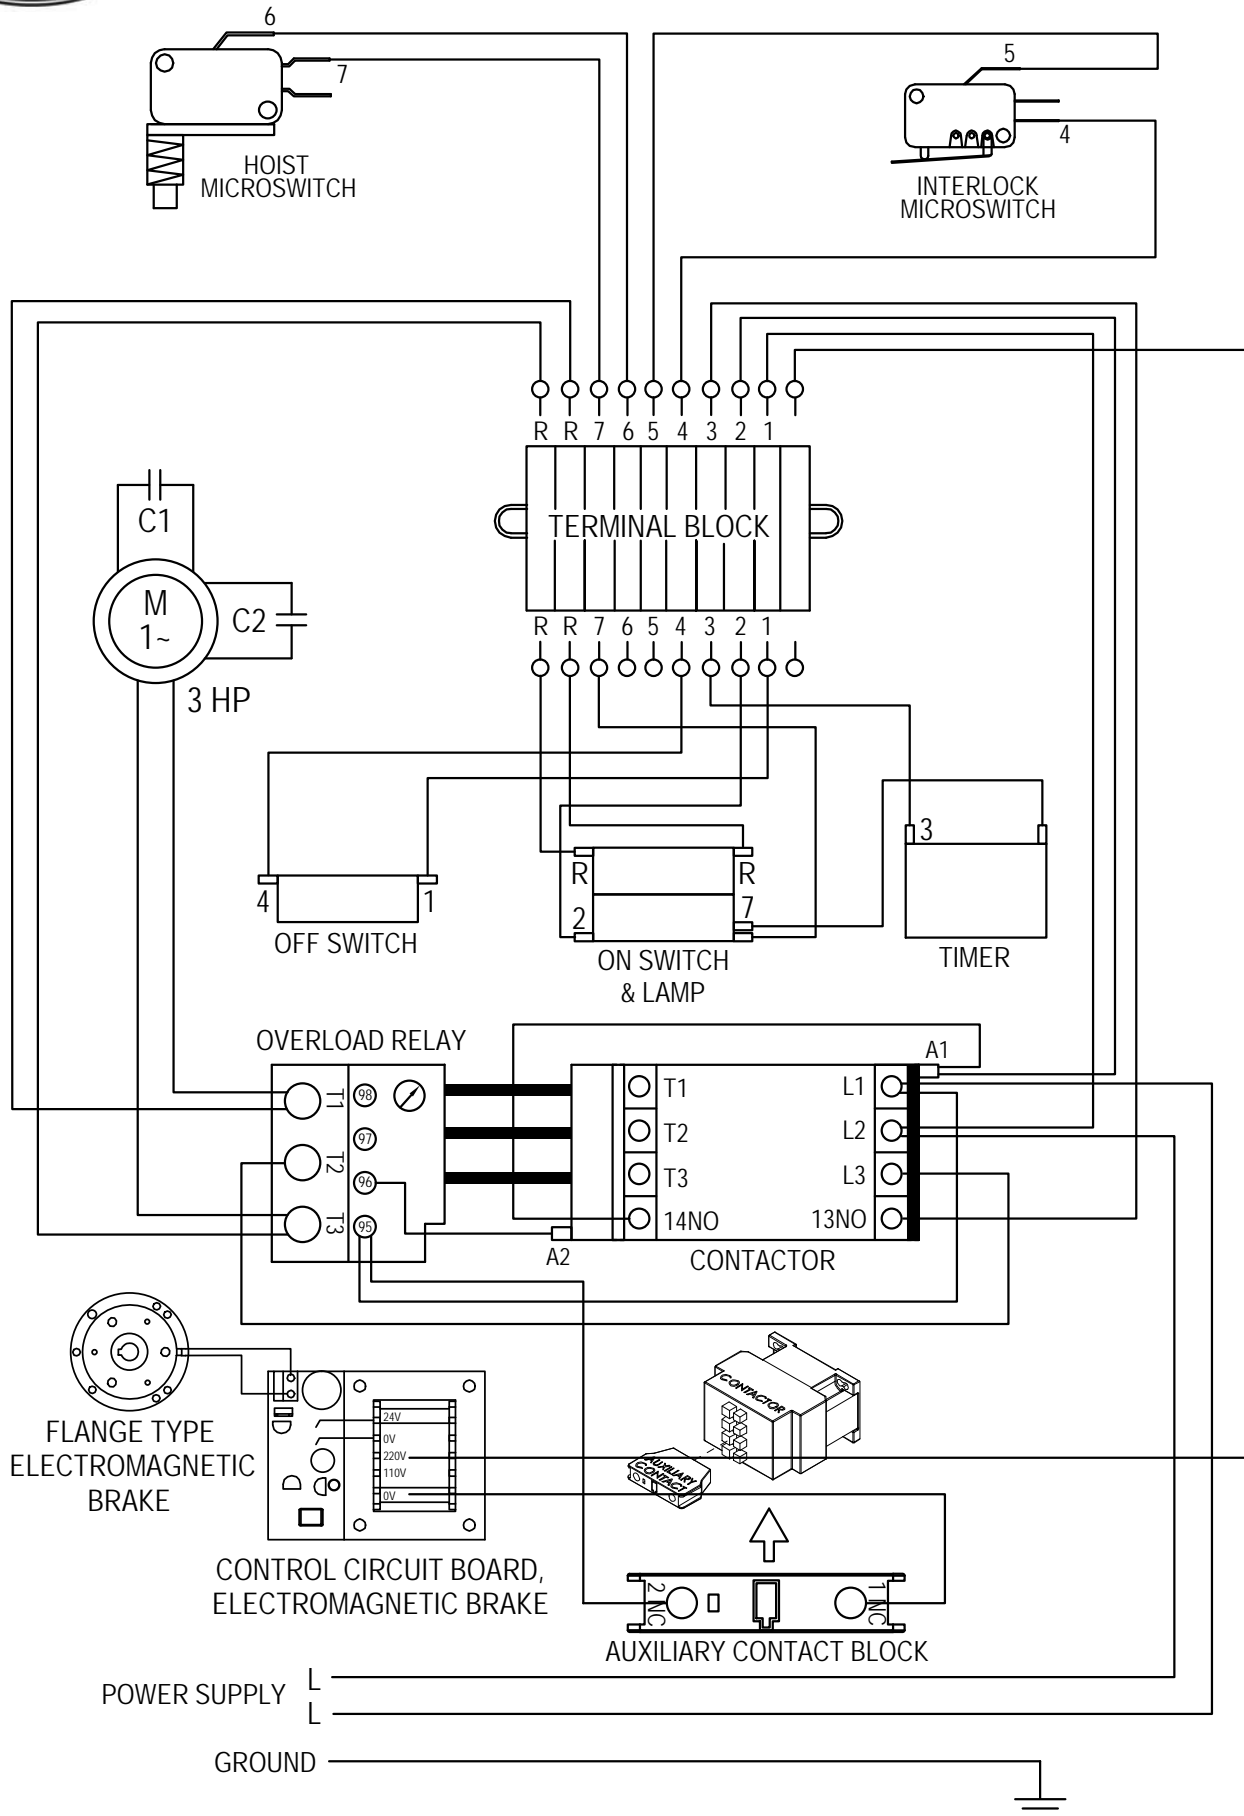 6
7
HOIST
MICROSWITCH
5
4
INTERLOCK
MICROSWITCH
R R 7 6 5 4 3 2 1
TERMINAL BLOCK
R R 7 6 5 4 3 2 1
C1
M
1~
C2
3 HP
4 1
OFF SWITCH
R R
2 7
ON SWITCH
& LAMP
3
TIMER
OVERLOAD RELAY
T1 98
97
T2
96
T3 95
A1
T1 L1
T2 L2
T3 L3
14NO 13NO
A2
CONTACTOR
FLANGE TYPE
ELECTROMAGNETIC
BRAKE
24V
0V
220V
110V
0V
CONTROL CIRCUIT BOARD,
ELECTROMAGNETIC BRAKE
CONTACTOR
AUXILIARY
CONTACT
2 NC 1 NC
AUXILIARY CONTACT BLOCK
POWER SUPPLY
L
L
GROUND